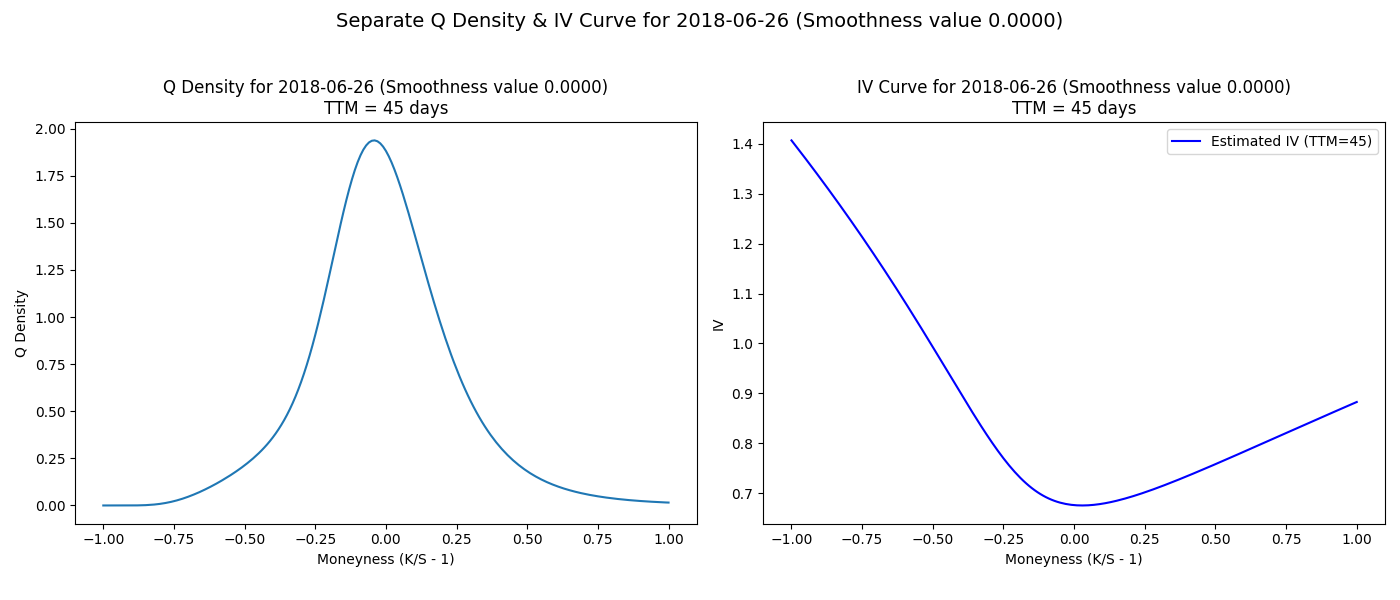 Separate Q Density & IV Curve for 2018-06-26 (Smoothness value 0.0000)
Q Density for 2018-06-26 (Smoothness value 0.0000)
TTM = 45 days
Q Density
2.00
1.75
1.50
1.25
1.00
0.75
0.50
0.25
0.00
−1.00 −0.75 −0.50 −0.25 0.00 0.25 0.50 0.75 1.00
Moneyness (K/S - 1)
IV Curve for 2018-06-26 (Smoothness value 0.0000)
TTM = 45 days
Estimated IV (TTM=45)
IV
1.4
1.3
1.2
1.1
1.0
0.9
0.8
0.7
−1.00 −0.75 −0.50 −0.25 0.00 0.25 0.50 0.75 1.00
Moneyness (K/S - 1)